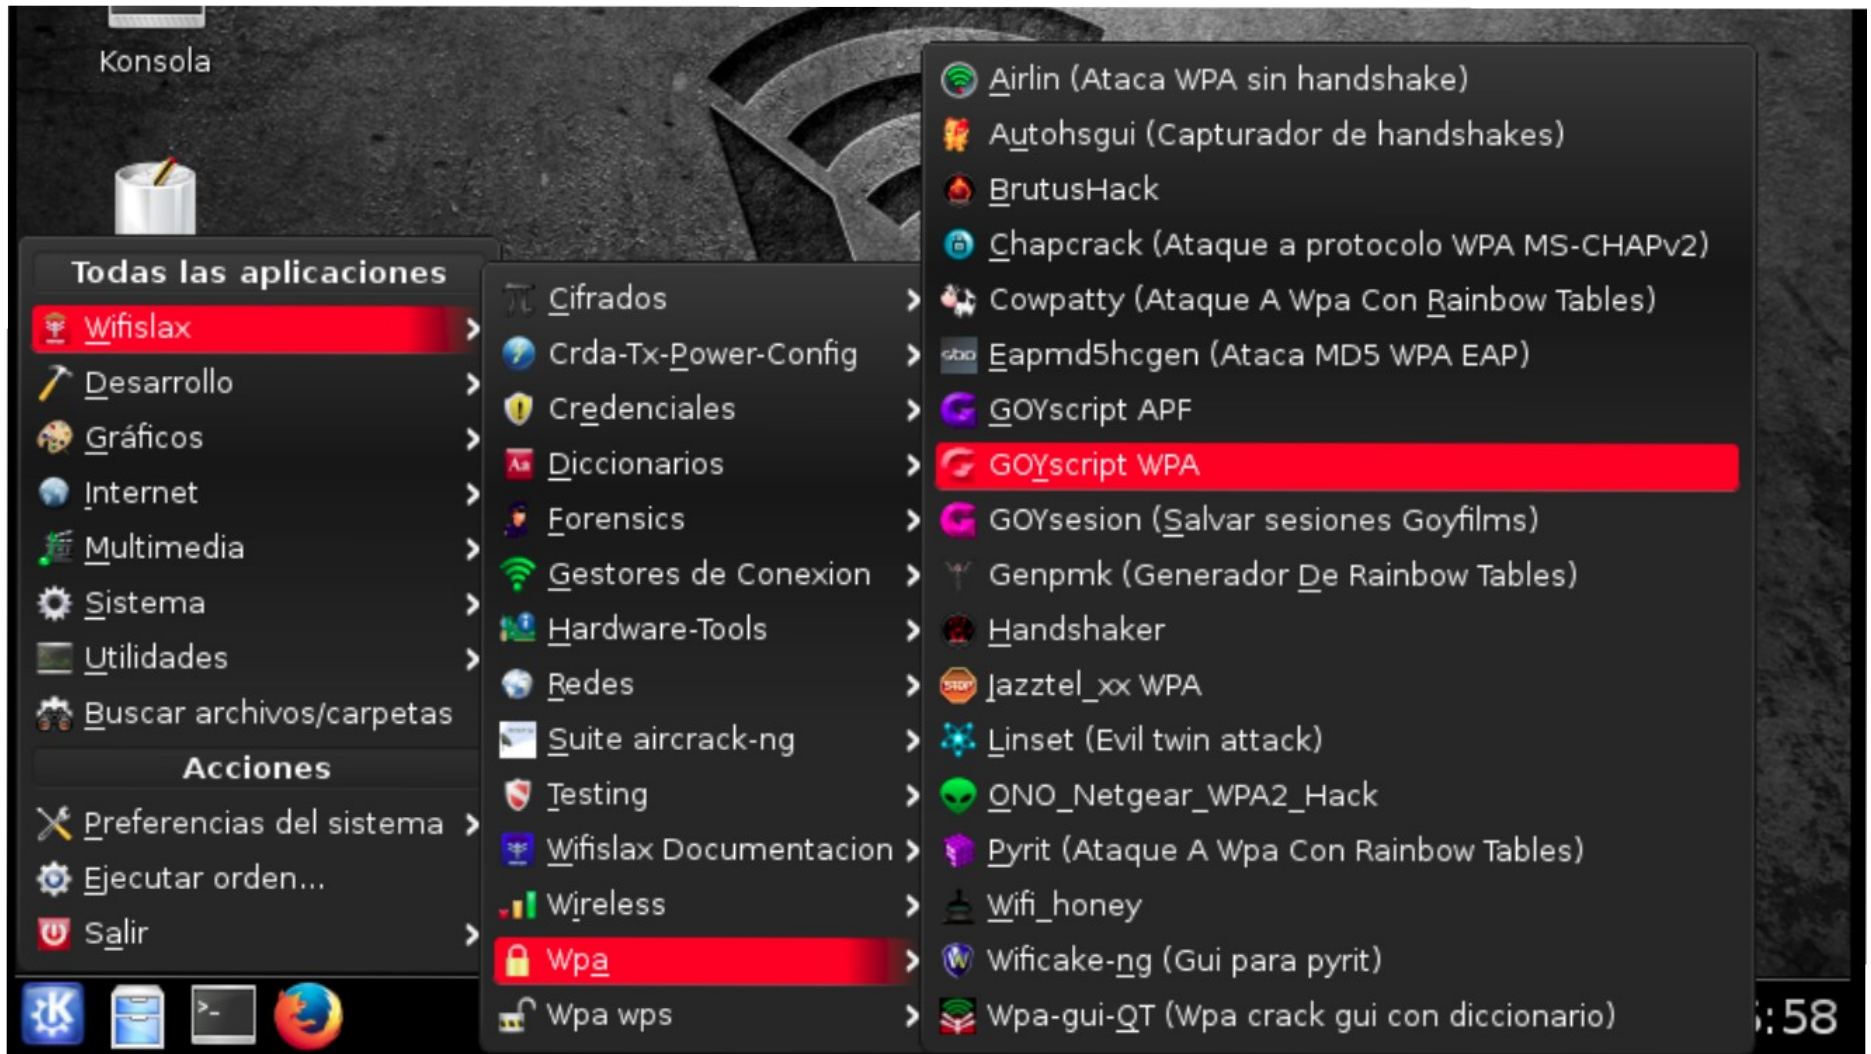 Konsola
Todas las aplicaciones
Wifislax
Desarrollo
Gráficos
Internet
Multimedia
Sistema
Utilidades
Buscar archivos/carpetas
Acciones
Preferencias del sistema
Ejecutar orden...
Salir
Cifrados
Crda-Tx-Power-Config
Credenciales
Diccionarios
Forensics
Gestores de Conexion
Hardware-Tools
Redes
Suite aircrack-ng
Testing
Wifislax Documentacion
Wireless
Wpa
Wpa wps
Airlin (Ataca WPA sin handshake)
Autohsgui (Capturador de handshakes)
BrutusHack
Chapcrack (Ataque a protocolo WPA MS-CHAPv2)
Cowpatty (Ataque A Wpa Con Rainbow Tables)
Eapmd5hcgen (Ataca MD5 WPA EAP)
GOYscript APF
GOYscript WPA
GOYsesion (Salvar sesiones Goyfilms)
Genpmk (Generador De Rainbow Tables)
Handshaker
Jazztel_xx WPA
Linset (Evil twin attack)
ONO_Netgear_WPA2_Hack
Pyrit (Ataque A Wpa Con Rainbow Tables)
Wifi_honey
Wificake-ng (Gui para pyrit)
Wpa-gui-QT (Wpa crack gui con diccionario)
:58